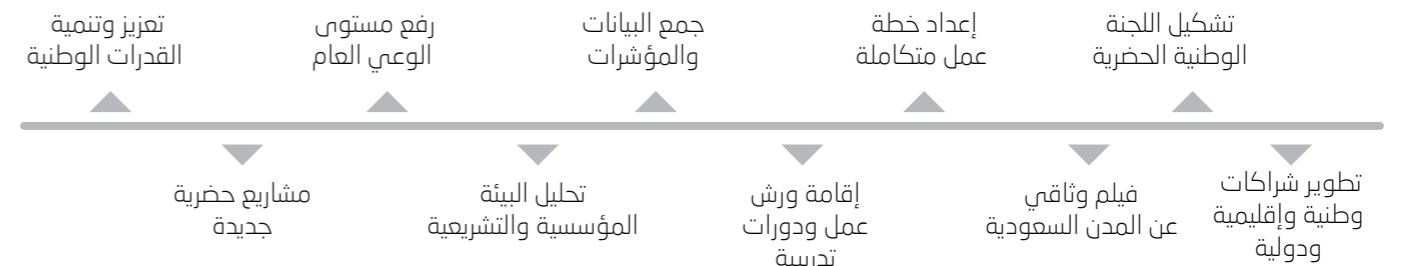 تشكيل اللجنة
الوطنية الحضرية
إعداد خطة
عمل متكاملة
جمع البيانات
والمؤشرات
رفع مستوى
الوعي العام
تعزيز وتنمية
القدرات الوطنية
تطوير شراكات
وطنية وإقليمية
ودولية
فيلم وثاقي
عن المدن السعودية
إقامة ورش
عمل ودورات
تدريبية
تحليل البيئة
المؤسسية والتشريعية
مشاريع حضرية
جديدة